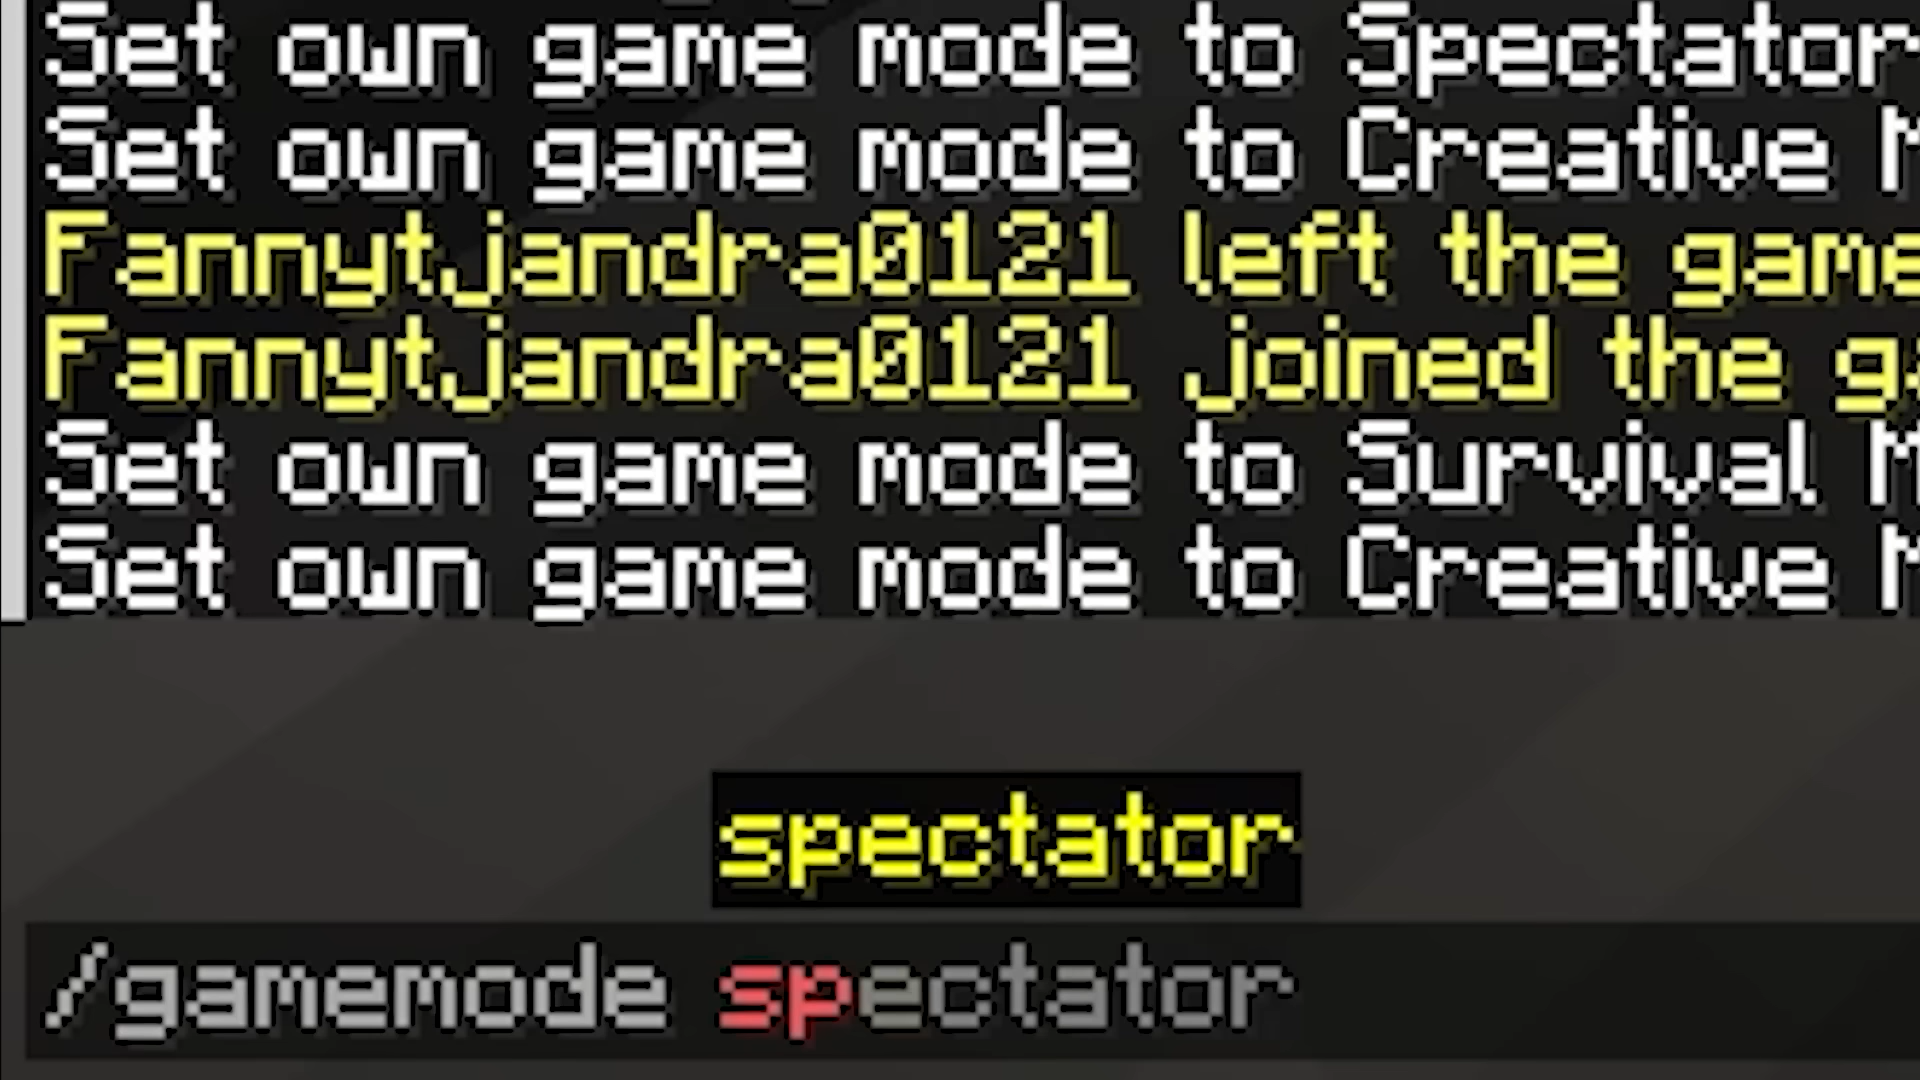 Set own game mode to Spectator
Set own game mode to Creative
Fannytjandra0121 left the game
Fannytjandra0121 joined the
Set own game mode to Survival
Set own game mode to Creative
spectator
/gamemode spectator